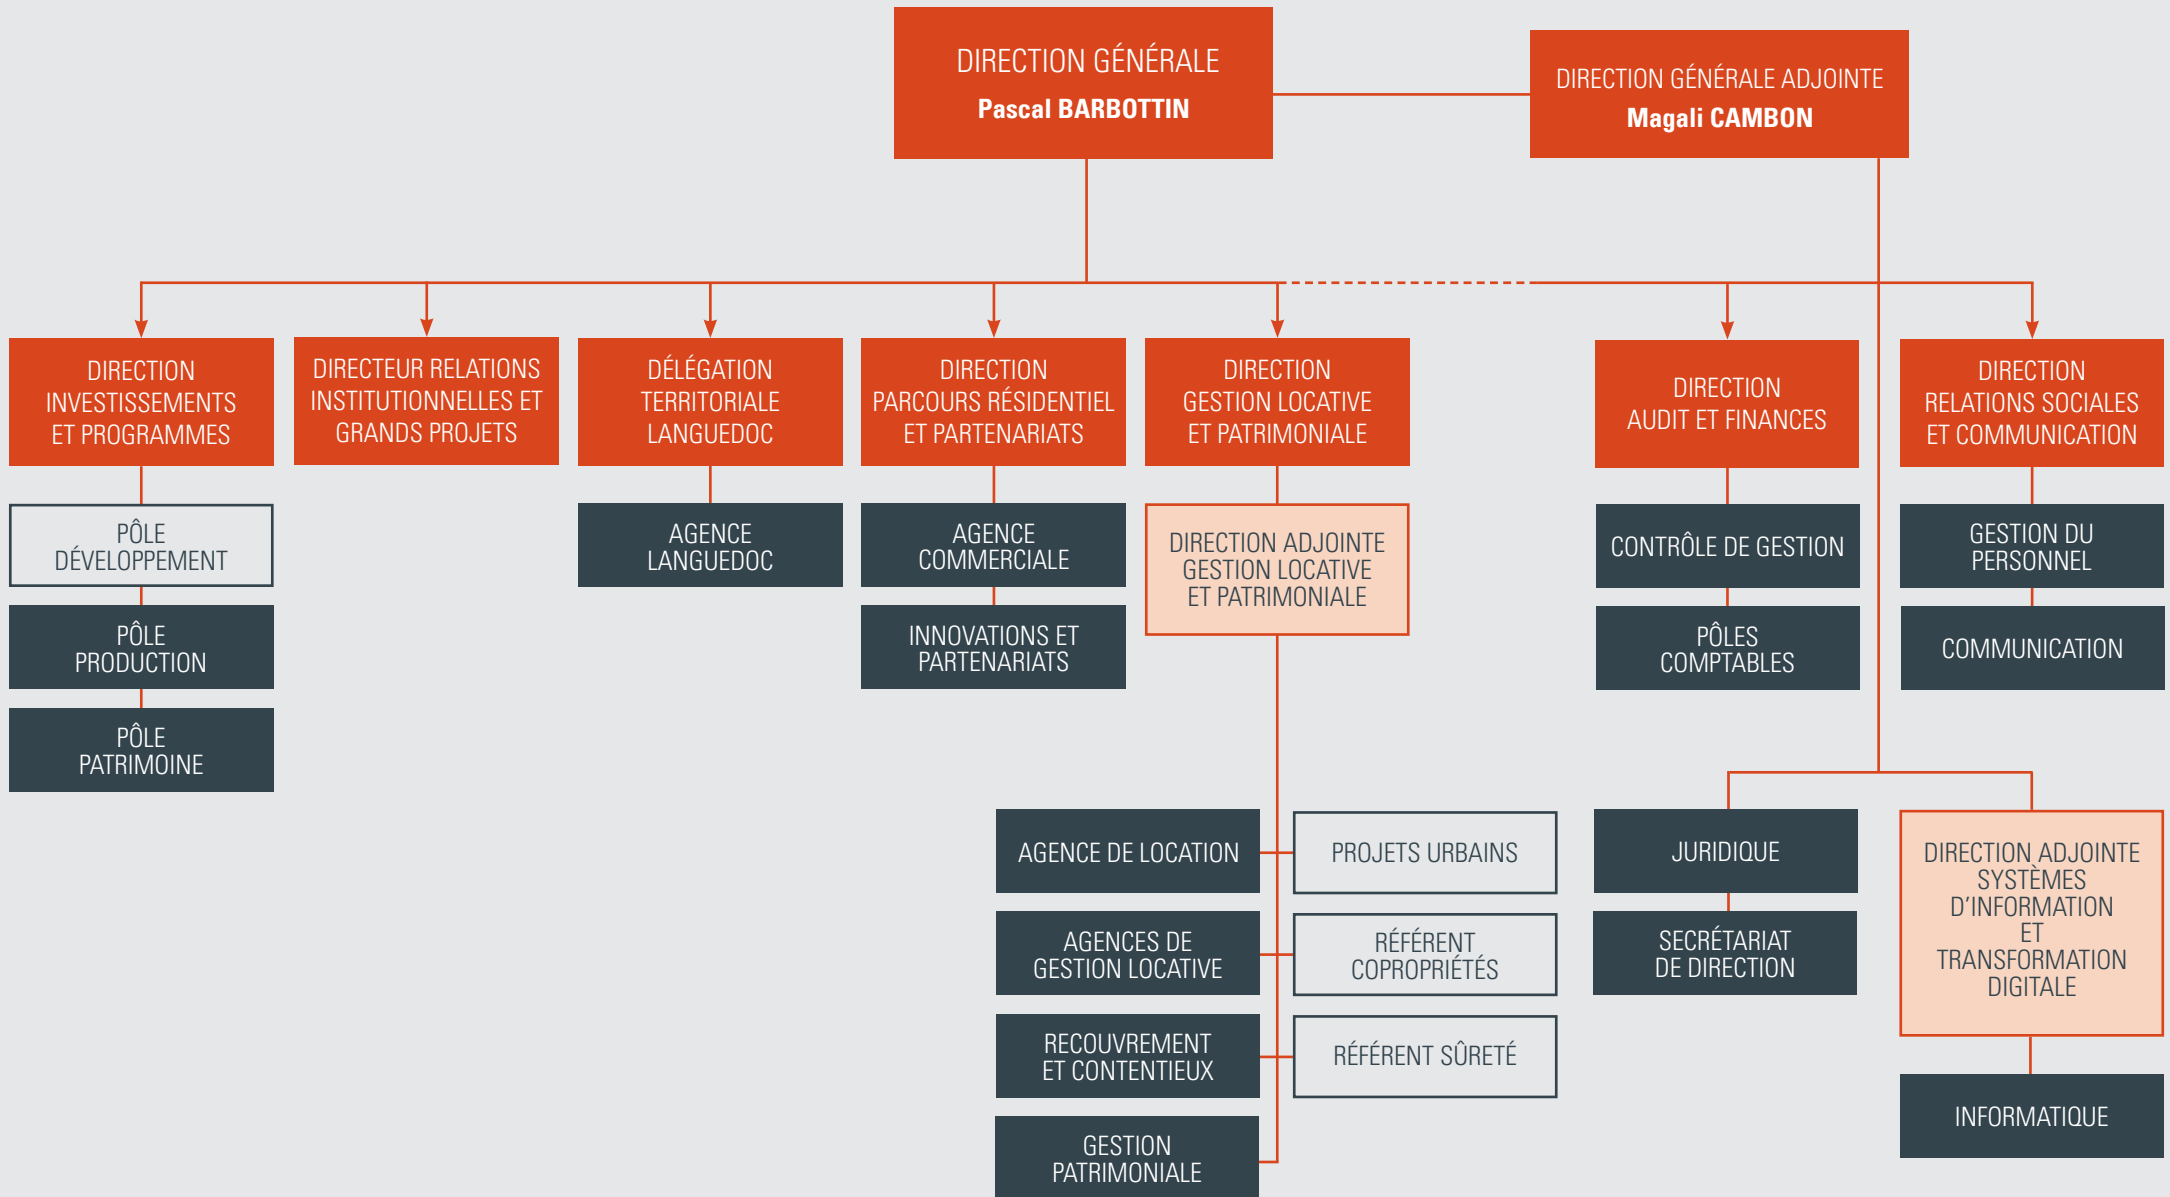 DIRECTION GÉNÉRALE
Pascal BARBOTTIN
DIRECTION GÉNÉRALE ADJOINTE
Magali CAMBON
DIRECTION
INVESTISSEMENTS
ET PROGRAMMES
DIRECTEUR RELATIONS
INSTITUTIONNELLES ET
GRANDS PROJETS
DÉLÉGATION
TERRITORIALE
LANGUEDOC
DIRECTION
PARCOURS RÉSIDENTIEL
ET PARTENARIATS
DIRECTION
GESTION LOCATIVE
ET PATRIMONIALE
DIRECTION
AUDIT ET FINANCES
DIRECTION
RELATIONS SOCIALES
ET COMMUNICATION
PÔLE
DÉVELOPPEMENT
PÔLE
PRODUCTION
PÔLE
PATRIMOINE
AGENCE
LANGUEDOC
AGENCE
COMMERCIALE
INNOVATIONS ET
PARTENARIATS
DIRECTION ADJOINTE
GESTION LOCATIVE
ET PATRIMONIALE
CONTRÔLE DE GESTION
PÔLES
COMPTABLES
GESTION DU
PERSONNEL
COMMUNICATION
AGENCE DE LOCATION
PROJETS URBAINS
AGENCES DE
GESTION LOCATIVE
RÉFÉRENT
COPROPRIÉTÉS
RECOUVREMENT
ET CONTENTIEUX
RÉFÉRENT SÛRETÉ
GESTION
PATRIMONIALE
JURIDIQUE
SECRÉTARIAT
DE DIRECTION
DIRECTION ADJOINTE
SYSTÈMES
D'INFORMATION
ET
TRANSFORMATION
DIGITALE
INFORMATIQUE